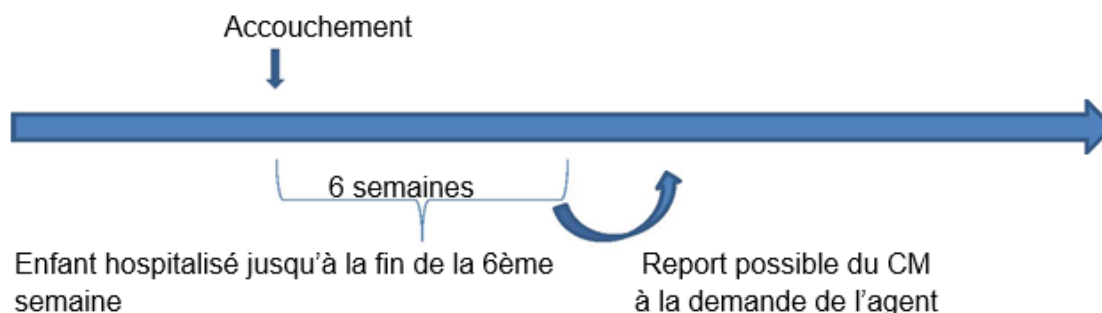 Accouchement
6 semaines
Enfant hospitalisé jusqu’à la fin de la 6ème
semaine
Report possible du CM
à la demande de l’agent